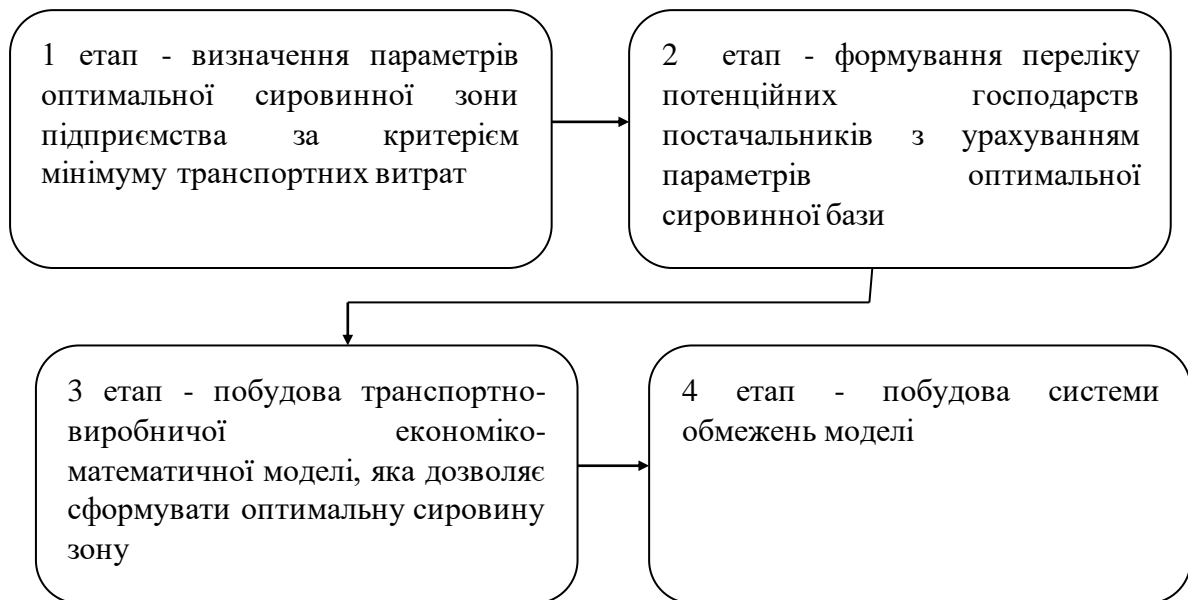 1 етап - визначення параметрів
оптимальної сировинної зони
підприємства за критерієм
мінімуму транспортних витрат
2 етап - формування переліку
потенційних господарств
постачальників з урахуванням
параметрів оптимальної
сировинної бази
3 етап - побудова транспортно-
виробничої економіко-
математичної моделі, яка дозволяє
сформувати оптимальну сировину
зону
4 етап - побудова системи
обмежень моделі